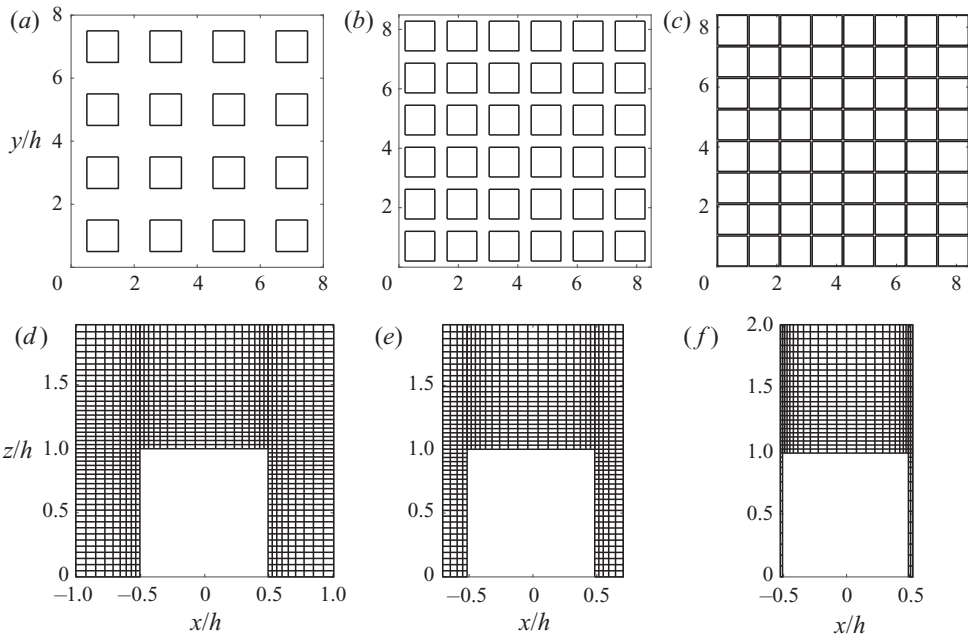 (a) (b) (c)
8 8 8
6 6 6
y/h 4 4 4
2 2 2
0 2 4 6 8 0 2 4 6 8 0 2 4 6 8
(d) (e) (f)
2.0
1.5 1.5 1.5
z/h 1.0 1.0 1.0
0.5 0.5 0.5
0 0 0
–1.0 –0.5 0 0.5 1.0 –0.5 0 0.5 –0.5 0 0.5
x/h x/h x/h